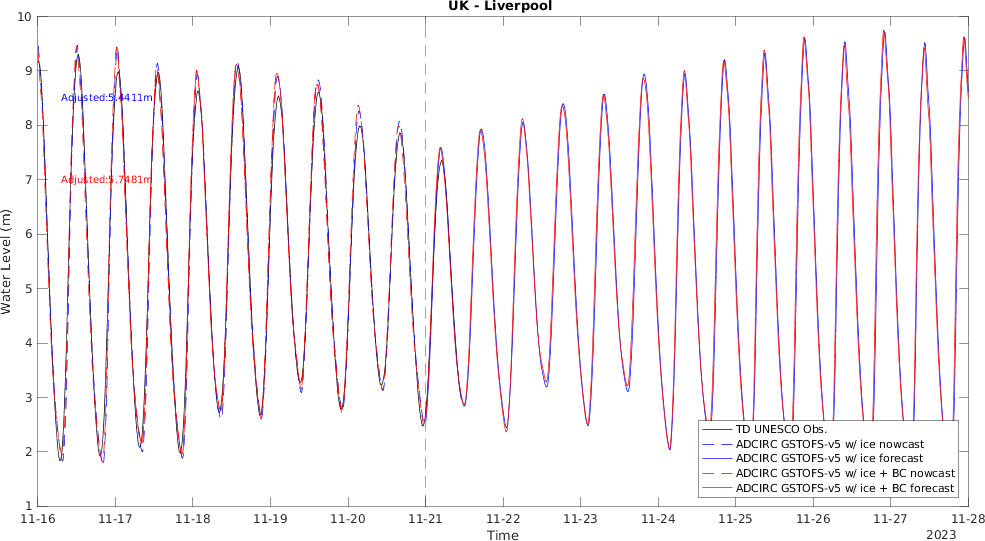 UK - Liverpool
10
9
8
7
6
5
4
3
2
1
Water Level (m)
Adjusted:5.4411m
Adjusted:5.7481m
TD UNESCO Obs.
ADCIRC GSTOFS-v5 w/ ice nowcast
ADCIRC GSTOFS-v5 w/ ice forecast
ADCIRC GSTOFS-v5 w/ ice + BC nowcast
ADCIRC GSTOFS-v5 w/ ice + BC forecast
11-16 11-17 11-18 11-19 11-20 11-21 11-22 11-23 11-24 11-25 11-26 11-27 11-28
Time
2023